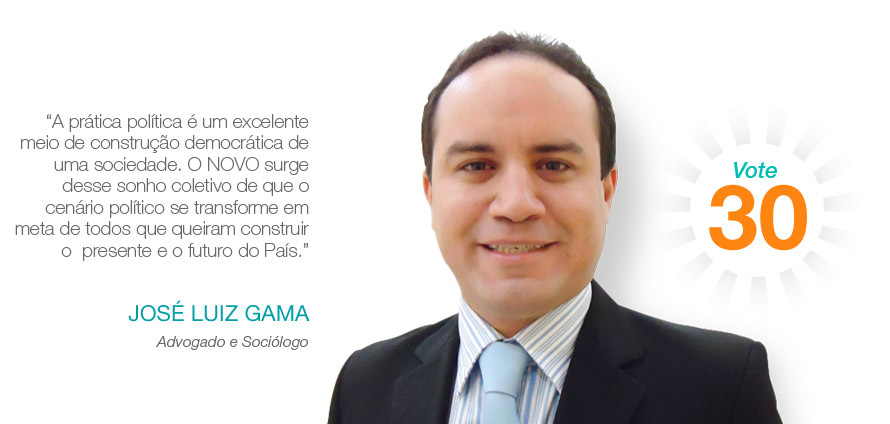 “A prática política é um excelente
meio de construção democrática de
uma sociedade. O NOVO surge
desse sonho coletivo de que o
cenário político se transforme em
meta de todos que queiram construir
o presente e o futuro do País.”
JOSÉ LUIZ GAMA
Advogado e Sociólogo
Vote
30